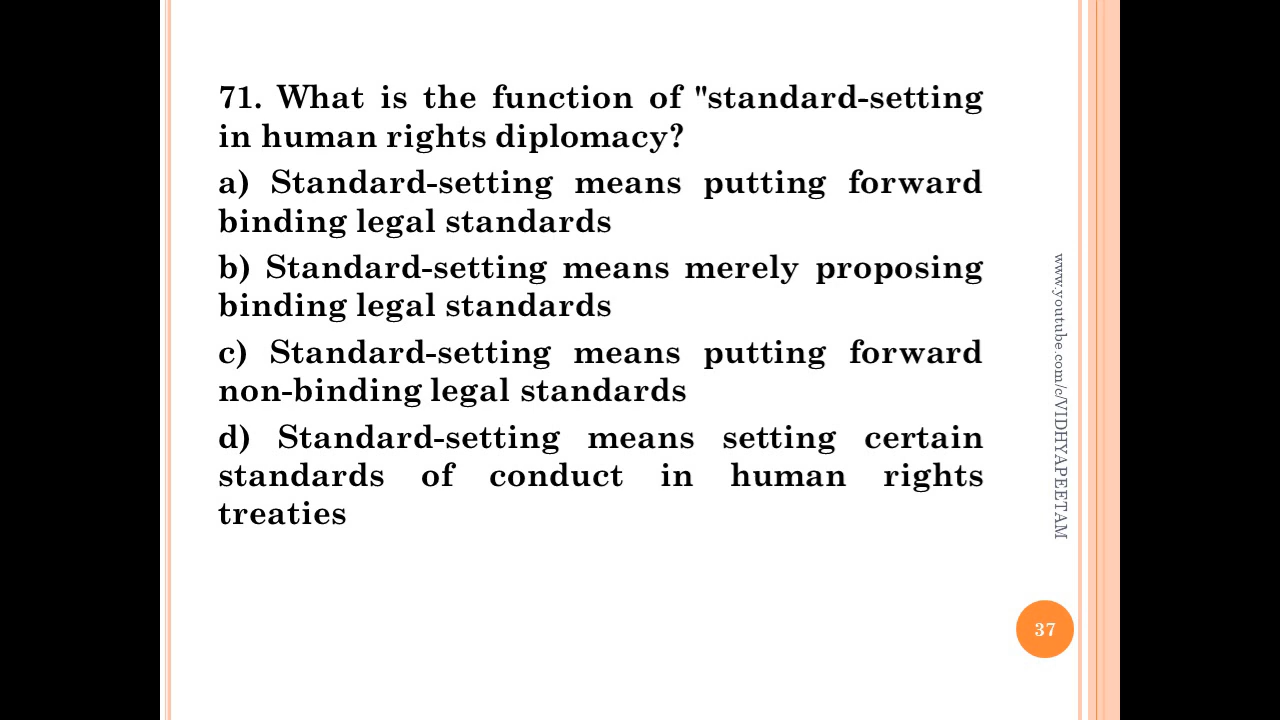 71. What is the function of "standard-setting
in human rights diplomacy?
a) Standard-setting means putting forward
binding legal standards
b) Standard-setting means merely proposing
binding legal standards
c) Standard-setting means putting forward
non-binding legal standards
d) Standard-setting means setting certain
standards of conduct in human rights
treaties
www.youtube.com/c/VIDHYAPEETAM
37